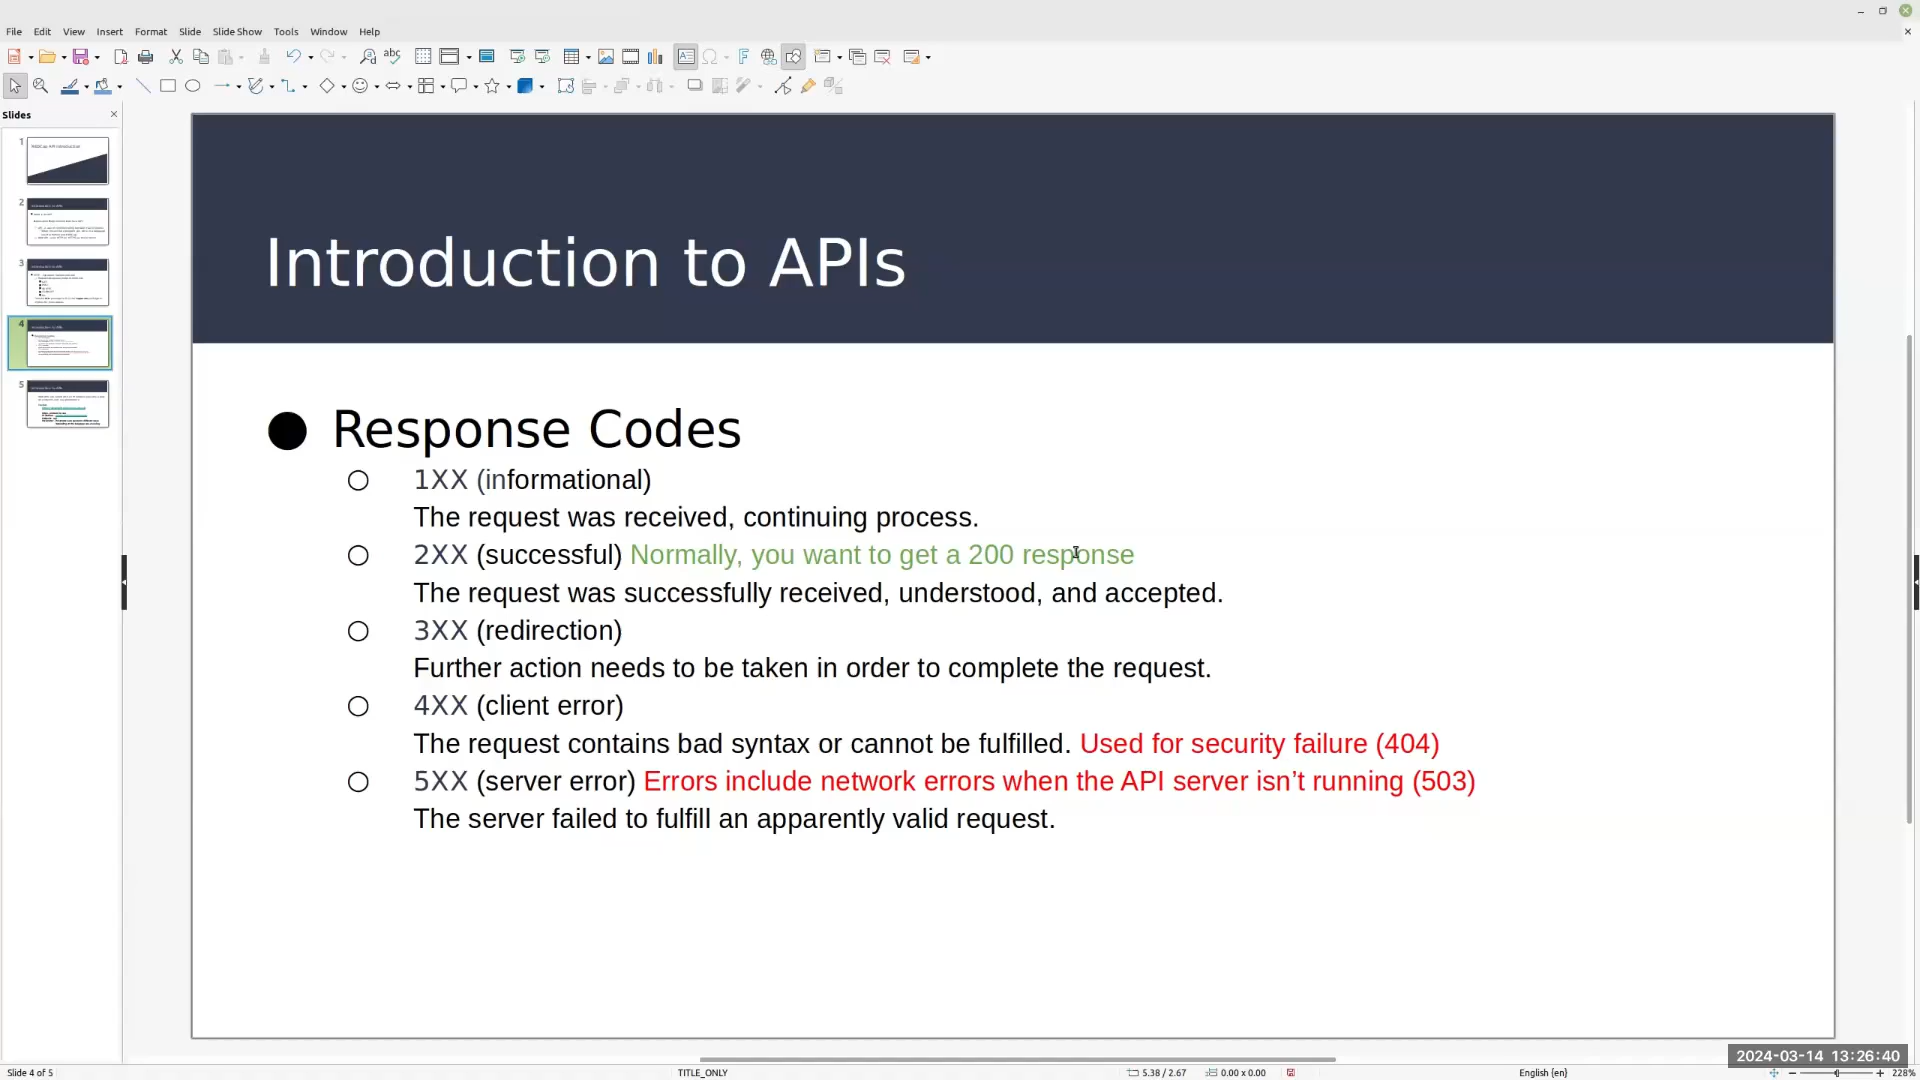 File Edit View Insert Format Slide Slide Show Tools Window Help
Slides
1
2
3
4
5
Introduction to APIs
Response Codes
1XX (informational)
The request was received, continuing process.
2XX (successful) Normally, you want to get a 200 response
The request was successfully received, understood, and accepted.
3XX (redirection)
Further action needs to be taken in order to complete the request.
4XX (client error)
The request contains bad syntax or cannot be fulfilled. Used for security failure (404)
5XX (server error) Errors include network errors when the API server isn’t running (503)
The server failed to fulfill an apparently valid request.
2024-03-14 13:26:40
Slide 4 of 5 TITLE_ONLY 5.38 / 2.67 0.00 x 0.00 English {en} 228%